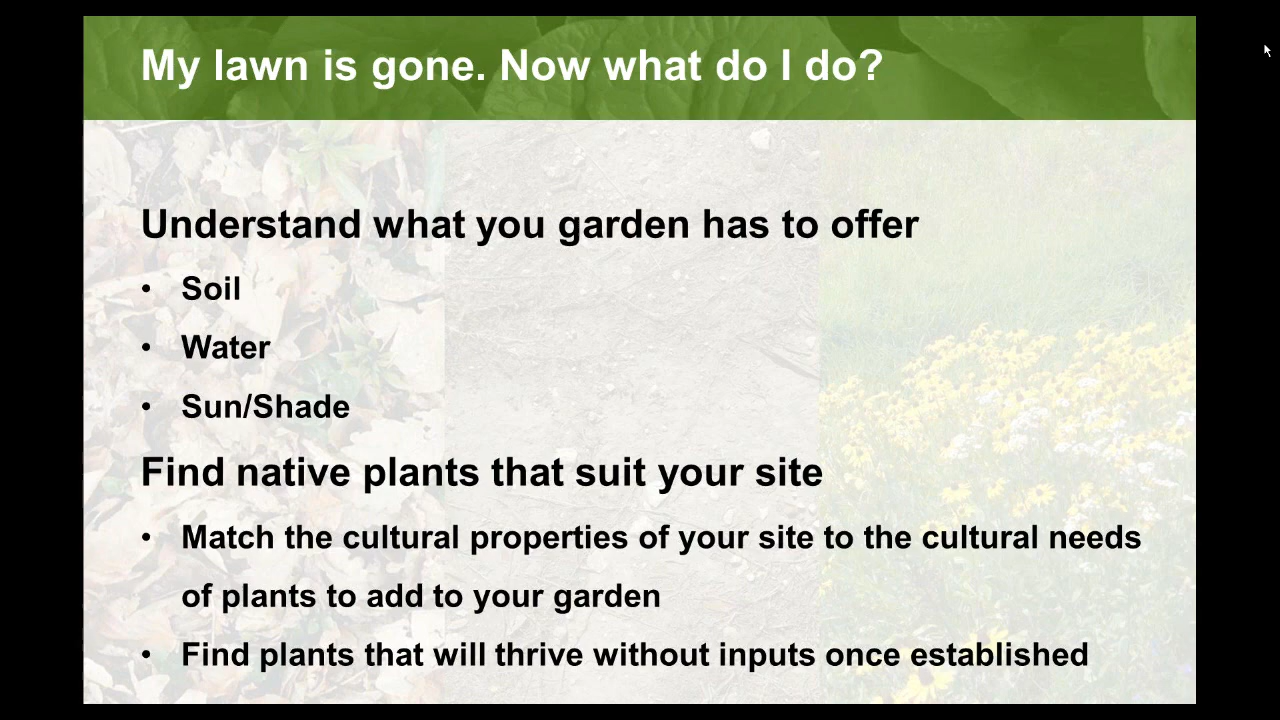 My lawn is gone. Now what do I do?
Understand what you garden has to offer
• Soil
• Water
• Sun/Shade
Find native plants that suit your site
• Match the cultural properties of your site to the cultural needs
of plants to add to your garden
• Find plants that will thrive without inputs once established